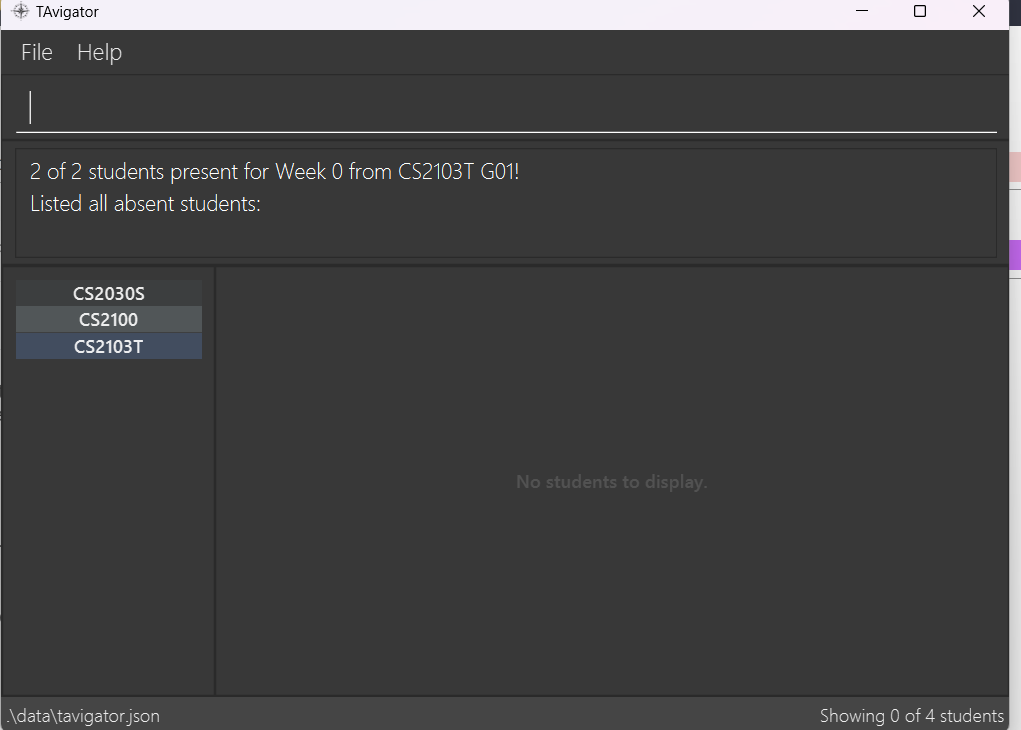 TAvigator
File Help
2 of 2 students present for Week 0 from CS2103T G01!
Listed all absent students:
CS2030S
CS2100
CS2103T
No students to display.
.\data\tavigator.json
Showing 0 of 4 students